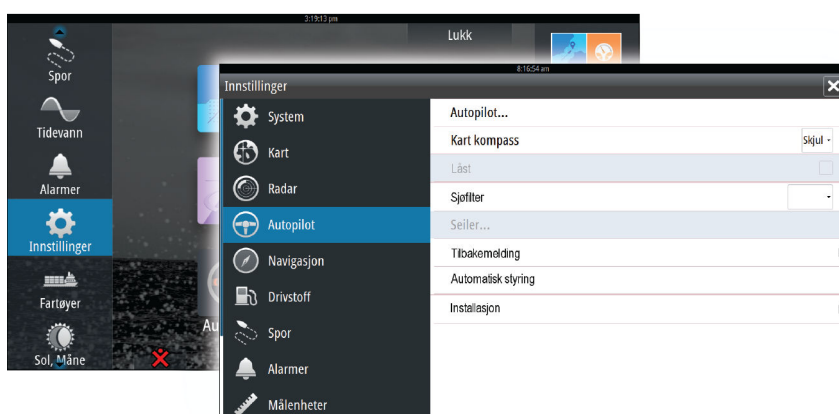 3:19:13 pm
Lukk
Spor
Tidevann
Alarmer
Innstillinger
Fartøyer
Sol, Måne
Au
8:16:54 am
Innstillinger
System
Kart
Radar
Autopilot
Navigasjon
Drivstoff
Spor
Alarmer
Målenheter
Autopilot...
Kart kompass
Skjul
Låst
Sjøfilter
Seiler...
Tilbakemelding
Automatisk styring
Installasjon